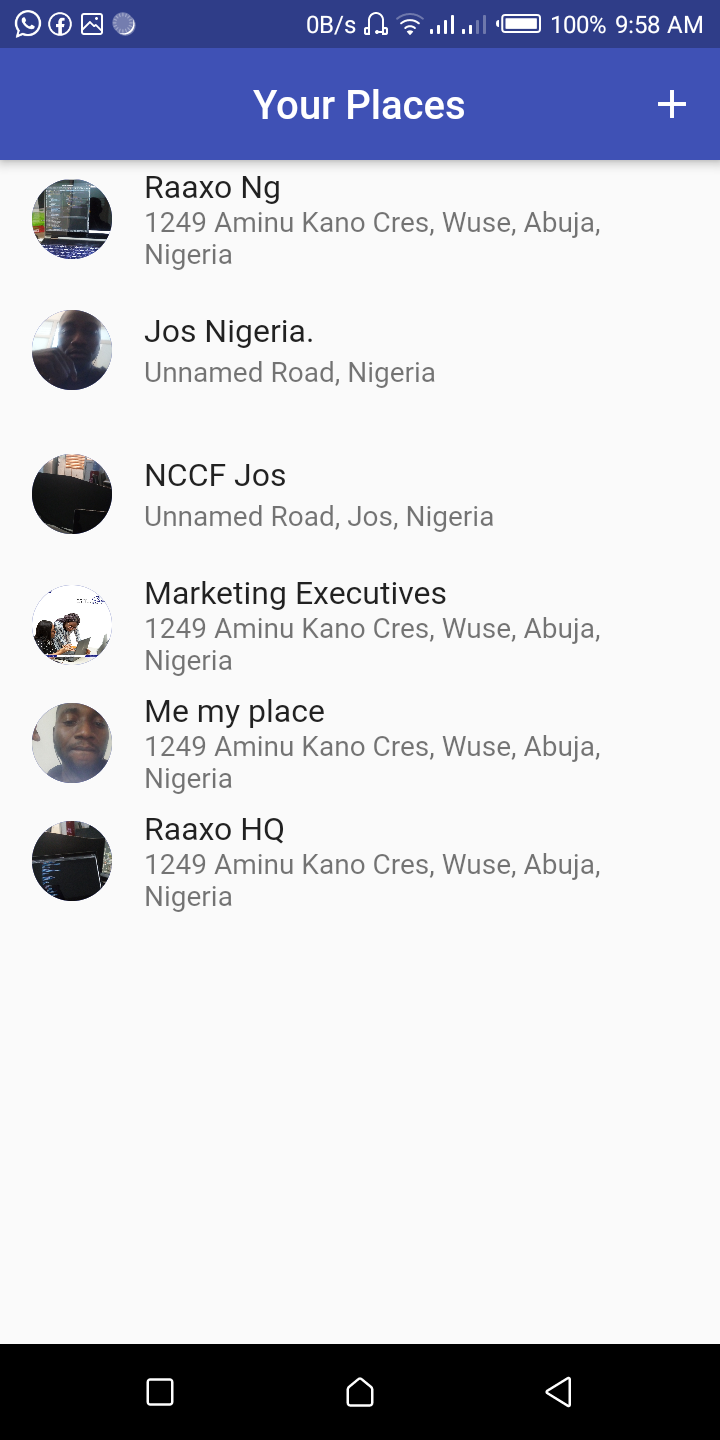 0B/s 100% 9:58 AM
Your Places
Raaxo Ng
1249 Aminu Kano Cres, Wuse, Abuja,
Nigeria
Jos Nigeria.
Unnamed Road, Nigeria
NCCF Jos
Unnamed Road, Jos, Nigeria
Marketing Executives
1249 Aminu Kano Cres, Wuse, Abuja,
Nigeria
Me my place
1249 Aminu Kano Cres, Wuse, Abuja,
Nigeria
Raaxo HQ
1249 Aminu Kano Cres, Wuse, Abuja,
Nigeria